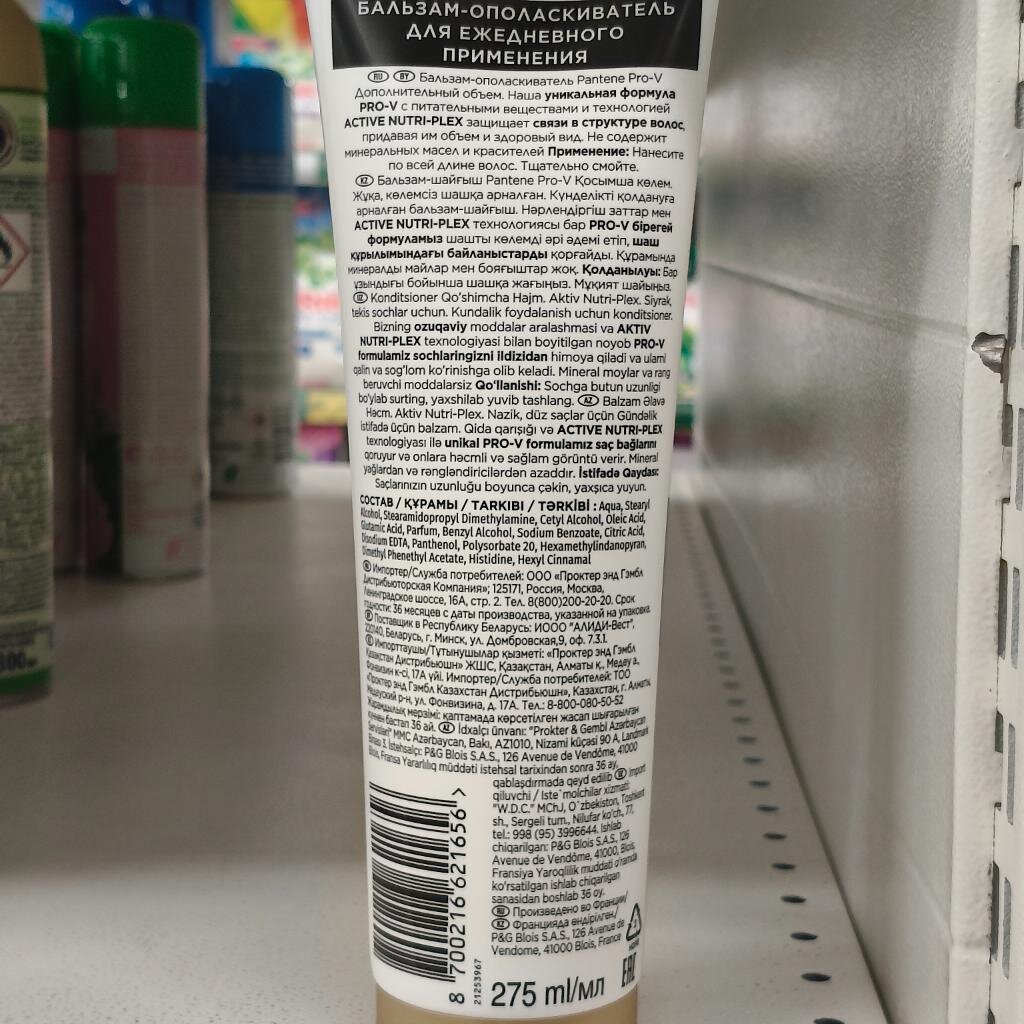 БАЛЬЗАМ-ОПОЛАСКИВАТЕЛЬ
ДЛЯ ЕЖЕДНЕВНОГО
ПРИМЕНЕНИЯ
RU BY Бальзам-ополаскиватель Pantene Pro-V
Дополнительный объем. Наша уникальная формула
PRO-V с питательными веществами и технологией
ACTIVE NUTRI-PLEX защищает связи в структуре волос,
придавая им объем и здоровый вид. Не содержит
минеральных масел и красителей Применение: Нанесите
по всей длине волос. Тщательно смойте.
KZ Бальзам-шайғыш Pantene Pro-V Қосымша көлем.
Жұқа, көлемсіз шашқа арналған. Күнделікті қолдануға
арналған бальзам-шайғыш. Нәрлендіргіш заттар мен
ACTIVE NUTRI-PLEX технологиясы бар PRO-V бірегей
формуламыз шашты көлемді әрі әдемі етіп, шаш
құрылымындағы байланыстарды қорғайды. Құрамында
минералды майлар мен бояғыштар жоқ. Қолданылуы: Бар
ұзындығы бойынша шашқа жағыңыз. Мұқият шайыңыз.
UZ Konditsioner Qo'shimcha Hajm. Aktiv Nutri-Plex. Siyrak,
tekis sochlar uchun. Kundalik foydalanish uchun konditsioner.
Bizning ozuqaviy moddalar aralashmasi va AKTIV
NUTRI-PLEX texnologiyasi bilan boyitilgan noyob PRO-V
formulamiz sochlaringizni ildizidan himoya qiladi va ularni
qalin va sog'lom ko'rinishga olib keladi. Mineral moylar va rang
beruvchi moddalarsiz Qo'llanishi: Sochga butun uzunligi
bo'ylab surting, yaxshilab yuvib tashlang. AZ Balzam Əlavə
Həcm. Aktiv Nutri-Plex. Nazik, düz saçlar üçün Gündəlik
istifadə üçün balzam. Qida qarışığı və ACTIVE NUTRI-PLEX
texnologiyası ilə unikal PRO-V formulamız saç bağlarını
qoruyur və onlara həcmli və sağlam görüntü verir. Mineral
yağlardan və rəngləndiricilərdən azaddır. İstifadə Qaydası:
Saçlarınızın uzunluğu boyunca çəkin, yaxşıca yuyun.
СОСТАВ / ҚҰРАМЫ / TARKIBI / TƏRKİBİ : Aqua, Stearyl
Alcohol, Stearamidopropyl Dimethylamine, Cetyl Alcohol, Oleic Acid,
Glutamic Acid, Parfum, Benzyl Alcohol, Sodium Benzoate, Citric Acid,
Disodium EDTA, Panthenol, Polysorbate 20, Hexamethylindanopyran,
Dimethyl Phenethyl Acetate, Histidine, Hexyl Cinnamal
RU Импортер/Служба потребителей: ООО «Проктер энд Гэмбл
Дистрибьюторская Компания»; 125171, Россия, Москва,
Ленинградское шоссе, 16А, стр. 2. Тел. 8(800)200-20-20. Срок
годности: 36 месяцев с даты производства, указанной на упаковке.
BY Поставщик в Республику Беларусь: ИООО "АЛИДИ-Вест",
220140, Беларусь, г. Минск, ул. Домбровская,9, оф. 7.3.1.
KZ Импорттаушы/Тұтынушылар қызметі: «Проктер энд Гэмбл
Қазақстан Дистрибьюшн» ЖШС, Қазақстан, Алматы қ., Медеу а.,
Фонвизин к-сі, 17А үйі. Импортер/Служба потребителей: ТОО
«Проктер энд Гэмбл Казахстан Дистрибьюшн», Казахстан, г. Алматы,
Медеуский р-н, ул. Фонвизина, д. 17А. Тел.: 8-800-080-50-52
Жарамдылық мерзімі: қаптамада көрсетілген жасап шығарылған
күннен бастап 36 ай. AZ İdxalçı ünvanı: "Prokter & Gembl Azərbaycan
Servisləri" MMC Azərbaycan, Bakı, AZ1010, Nizami küçəsi 90 A, Landmark
Binası 3. İstehsalçı: P&G Blois S.A.S., 126 Avenue de Vendôme, 41000
Blois, Fransa Yararlılıq müddəti istehsal tarixindən sonra 36 ay,
qablaşdırmada qeyd edilib UZ Import
qiluvchi / Iste`molchilar xizmati:
"W.D.C." MChJ, O`zbekiston, Toshkent
sh., Sergeli tum., Nilufar ko'ch., 77,
tel.: 998 (95) 3996644. Ishlab
chiqarilgan: P&G Blois S.A.S., 126
Avenue de Vendôme, 41000, Blois,
Fransiya Yaroqlilik muddati o'ramda
ko'rsatilgan ishlab chiqarilgan
sanasidan boshlab 36 oy.
RU Произведено во Франции/
KZ Францияда өндірілген/
P&G Blois S.A.S., 126 Avenue de
Vendome, 41000 Blois, France
8 700216 621656 >
21253967
275 ml/мл
EAC